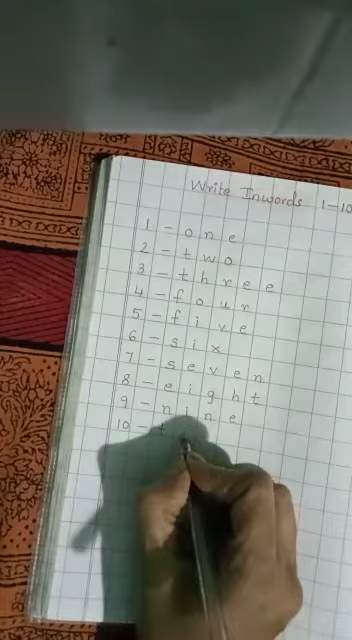 Write Inwords 1-10
1 - one
2 - two
3 - three
4 - four
5 - five
6 - six
7 - seven
8 - eight
9 - nine
10 - t